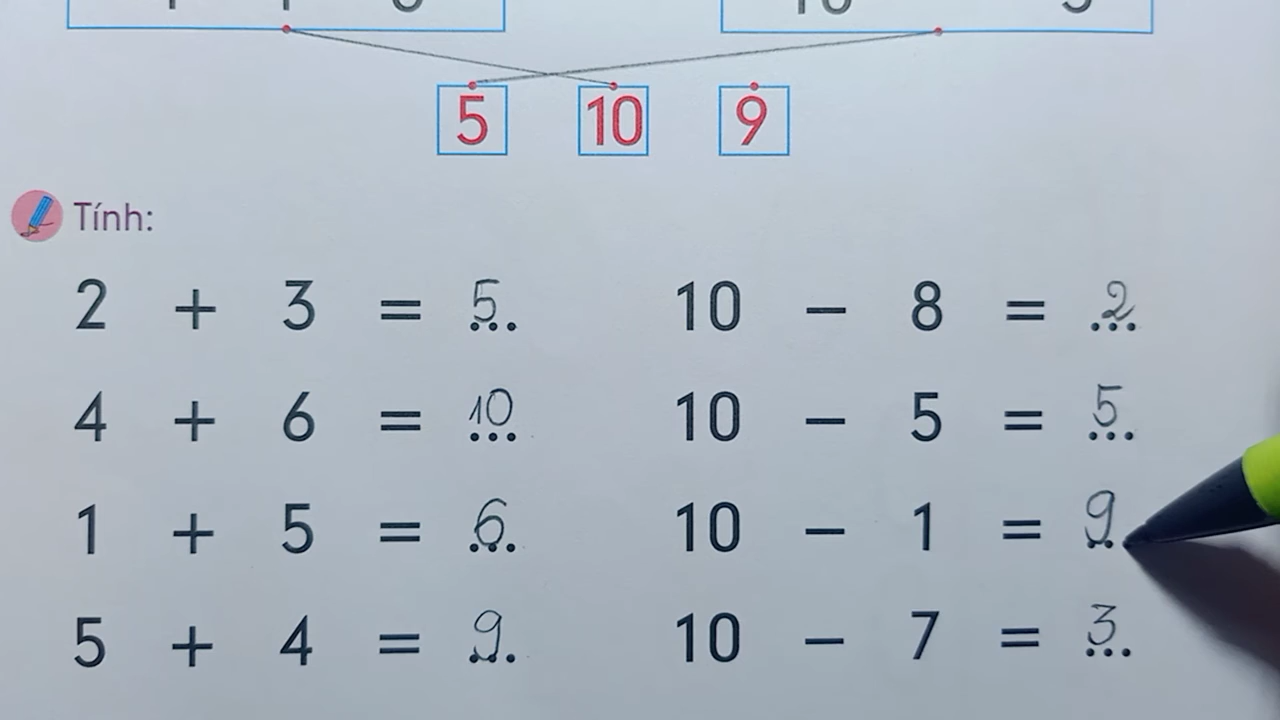 5 10 9
Tính:
2 + 3 = 5 10 - 8 = 2
4 + 6 = 10 10 - 5 = 5
1 + 5 = 6 10 - 1 = 9
5 + 4 = 9 10 - 7 = 3